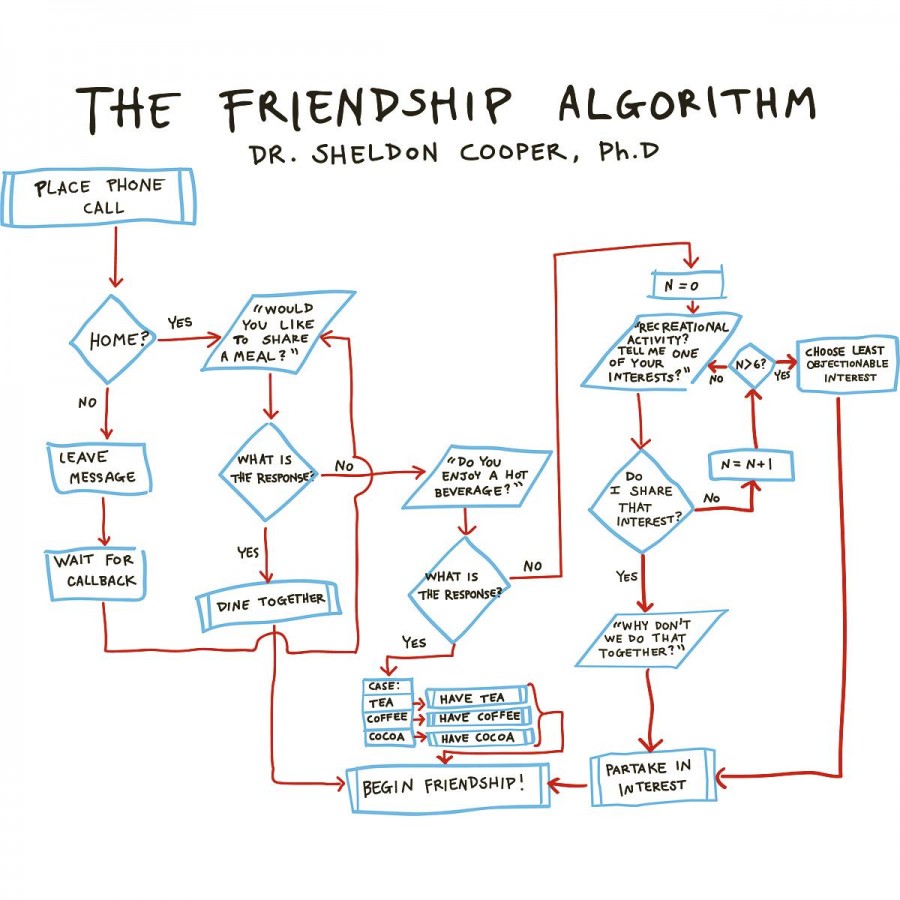 THE FRIENDSHIP ALGORITHM
DR. SHELDON COOPER, Ph.D
PLACE PHONE
CALL
HOME?
YES
NO
LEAVE
MESSAGE
WAIT FOR
CALLBACK
"WOULD
YOU LIKE
TO SHARE
A MEAL?"
WHAT IS
THE RESPONSE?
NO
YES
DINE TOGETHER
"DO YOU
ENJOY A HOT
BEVERAGE?"
WHAT IS
THE RESPONSE?
NO
YES
CASE:
TEA
HAVE TEA
COFFEE
HAVE COFFEE
COCOA
HAVE COCOA
BEGIN FRIENDSHIP!
N = 0
"RECREATIONAL
ACTIVITY?
TELL ME ONE
OF YOUR
INTERESTS?"
NO
N>6?
YES
CHOOSE LEAST
OBJECTIONABLE
INTEREST
N = N+1
DO
I SHARE
THAT
INTEREST?
NO
YES
"WHY DON'T
WE DO THAT
TOGETHER?"
PARTAKE IN
INTEREST